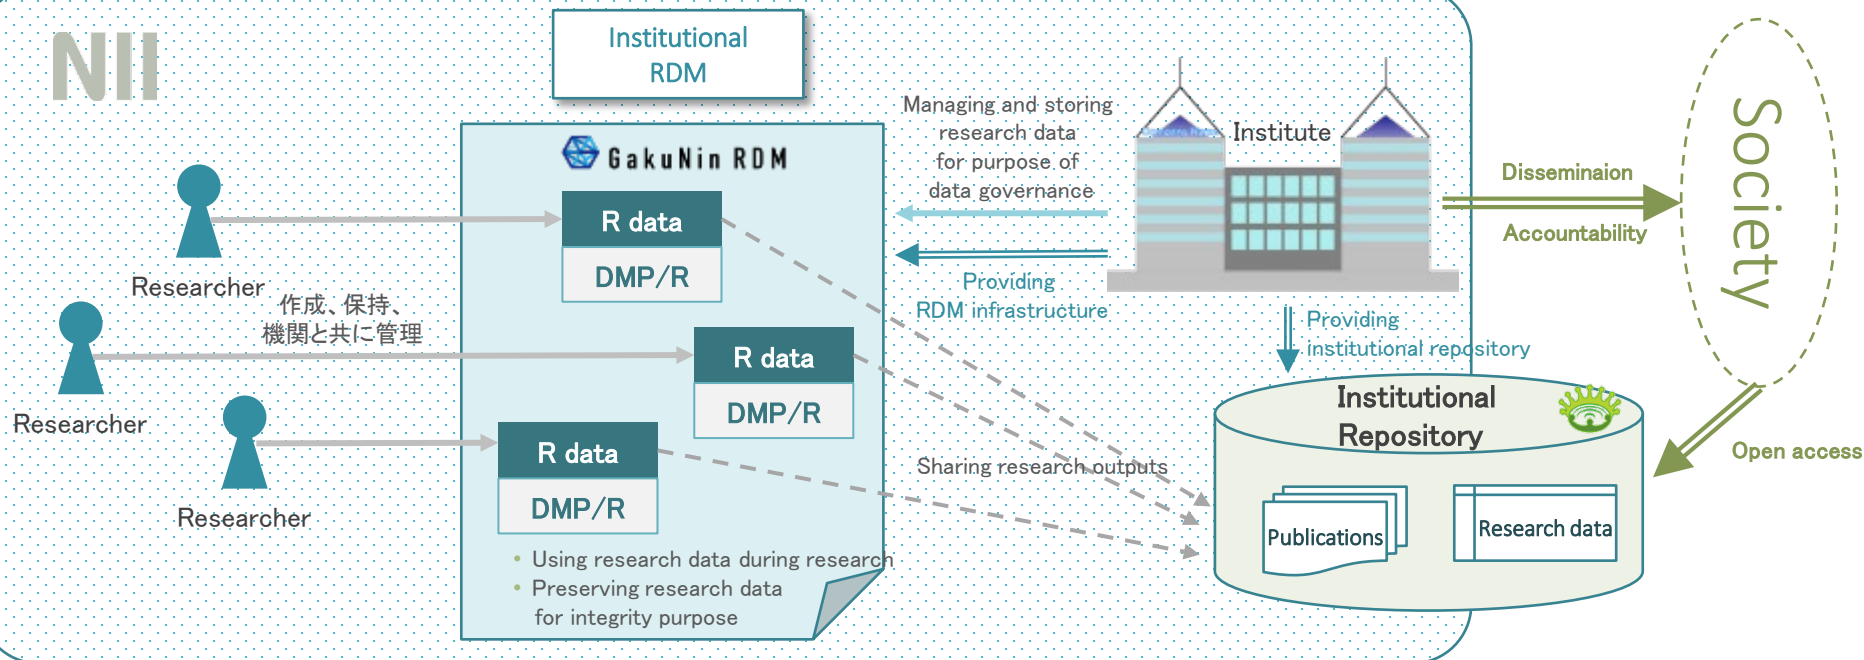 NII
Institutional
RDM
GakuNin RDM
R data
DMP/R
R data
DMP/R
R data
DMP/R
Researcher
作成、保持、
機関と共に管理
Researcher
Researcher
• Using research data during research
• Preserving research data
for integrity purpose
Managing and storing
research data
for purpose of
data governance
Providing
RDM infrastructure
Institute
Providing
institutional repository
Sharing research outputs
Institutional
Repository
Publications
Research data
Disseminaion
Accountability
Society
Open access